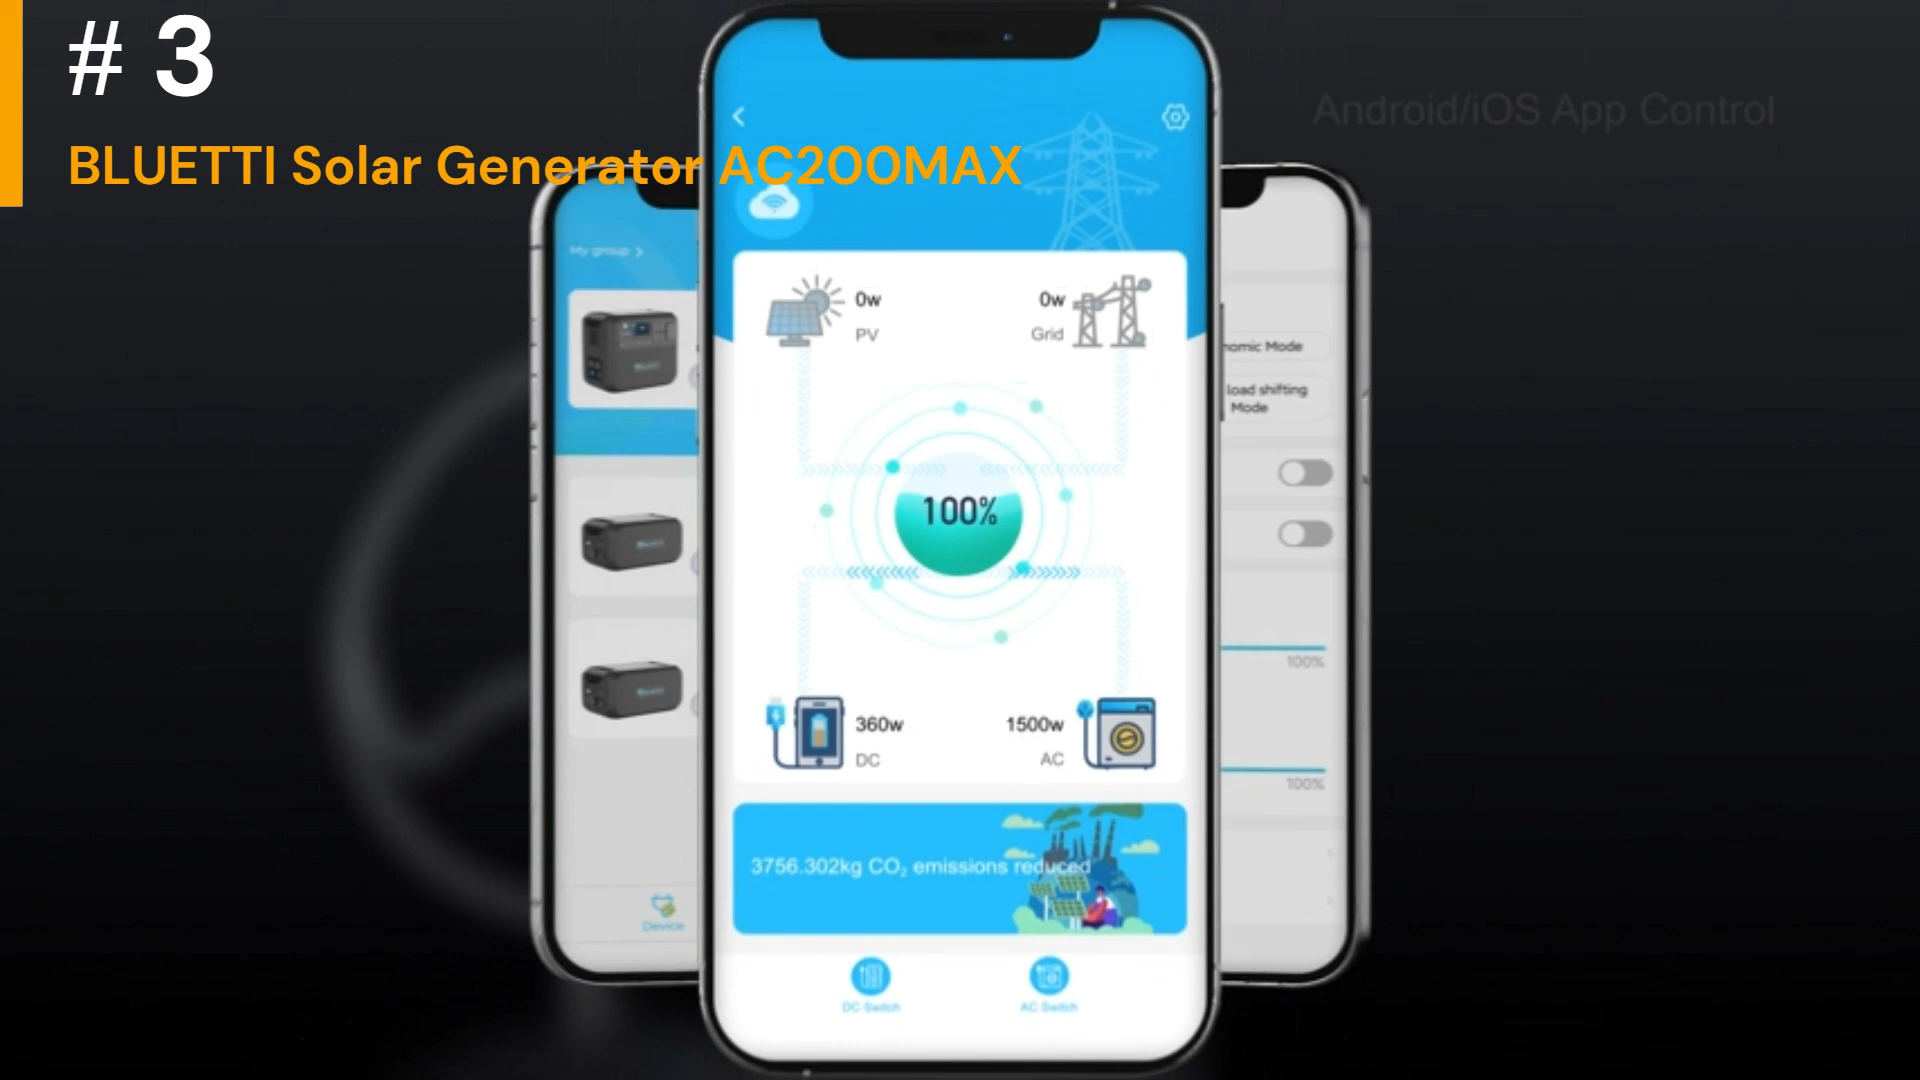 # 3
BLUETTI Solar Generator AC200MAX
Android/iOS App Control
My group >
0w
PV
0w
Grid
nomic Mode
load shifting
Mode
100%
100%
100%
360w
DC
1500w
AC
3756.302kg CO₂ emissions reduced
Device
DC Switch
AC Switch